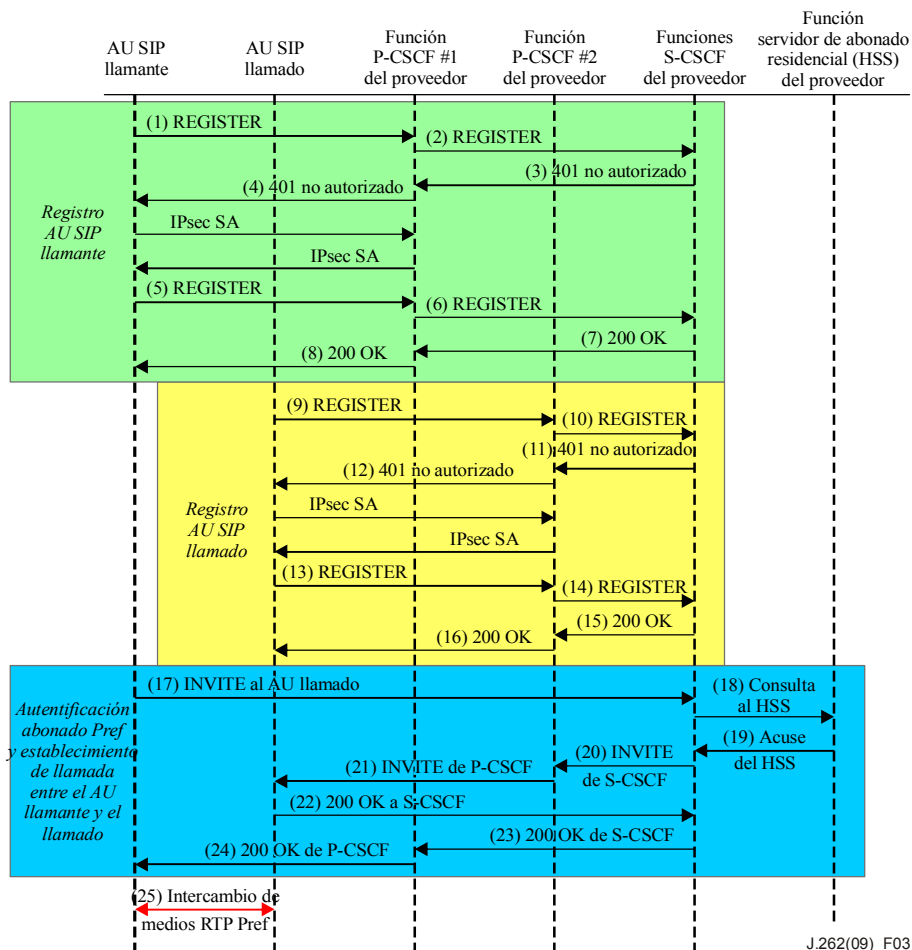 AU SIP
llamante
AU SIP
llamado
Función
P-CSCF #1
del proveedor
Función
P-CSCF #2
del proveedor
Funciones
S-CSCF
del proveedor
Función
servidor de abonado
residencial (HSS)
del proveedor
(1) REGISTER
(2) REGISTER
(3) 401 no autorizado
(4) 401 no autorizado
Registro
AU SIP
llamante
IPsec SA
IPsec SA
(5) REGISTER
(6) REGISTER
(7) 200 OK
(8) 200 OK
(9) REGISTER
(10) REGISTER
(11) 401 no autorizado
(12) 401 no autorizado
Registro
AU SIP
llamado
IPsec SA
IPsec SA
(13) REGISTER
(14) REGISTER
(15) 200 OK
(16) 200 OK
(17) INVITE al AU llamado
(18) Consulta
al HSS
Autentificación
abonado Pref
y establecimiento
de llamada
entre el AU
llamante y el
llamado
(19) Acuse
del HSS
(20) INVITE
de S-CSCF
(21) INVITE de P-CSCF
(22) 200 OK a S-CSCF
(23) 200 OK de S-CSCF
(24) 200 OK de P-CSCF
(25) Intercambio de
medios RTP Pref
J.262(09)_F03